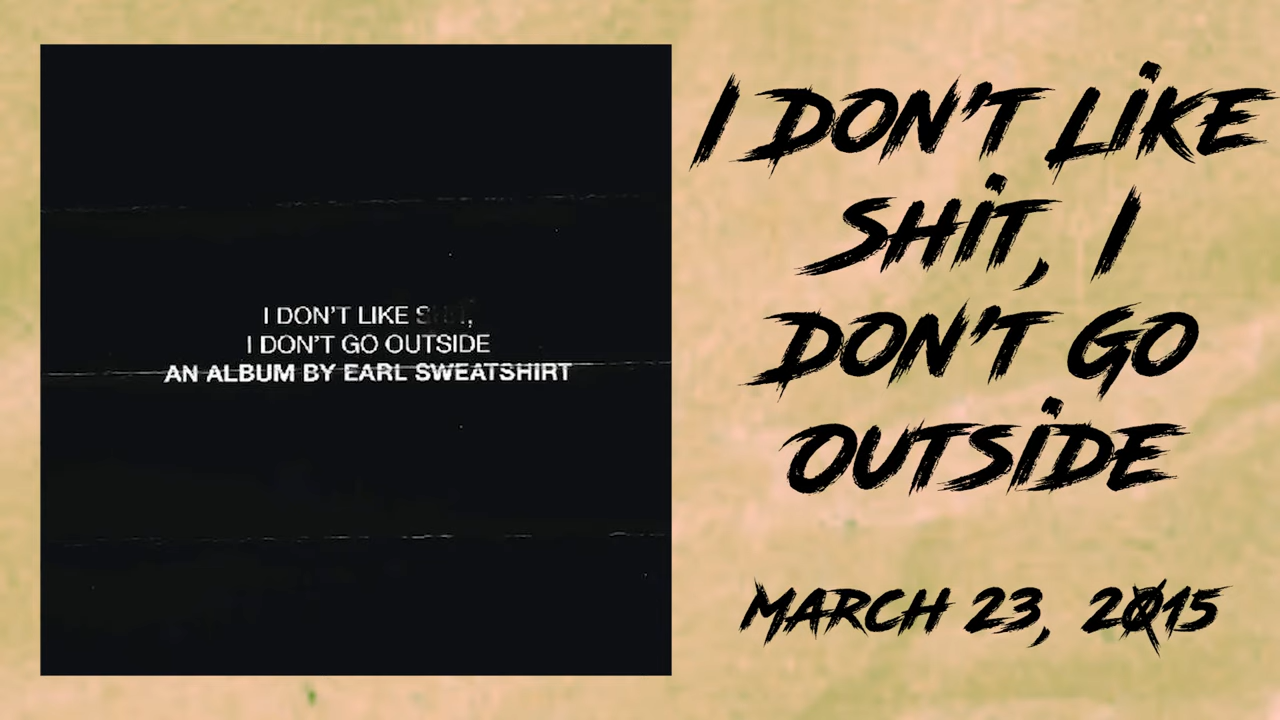 I DON'T LIKE S
I DON'T GO OUTSIDE
AN ALBUM BY EARL SWEATSHIRT
I DON'T LIKE
SHIT, I
DON'T GO
OUTSIDE
MARCH 23, 2015